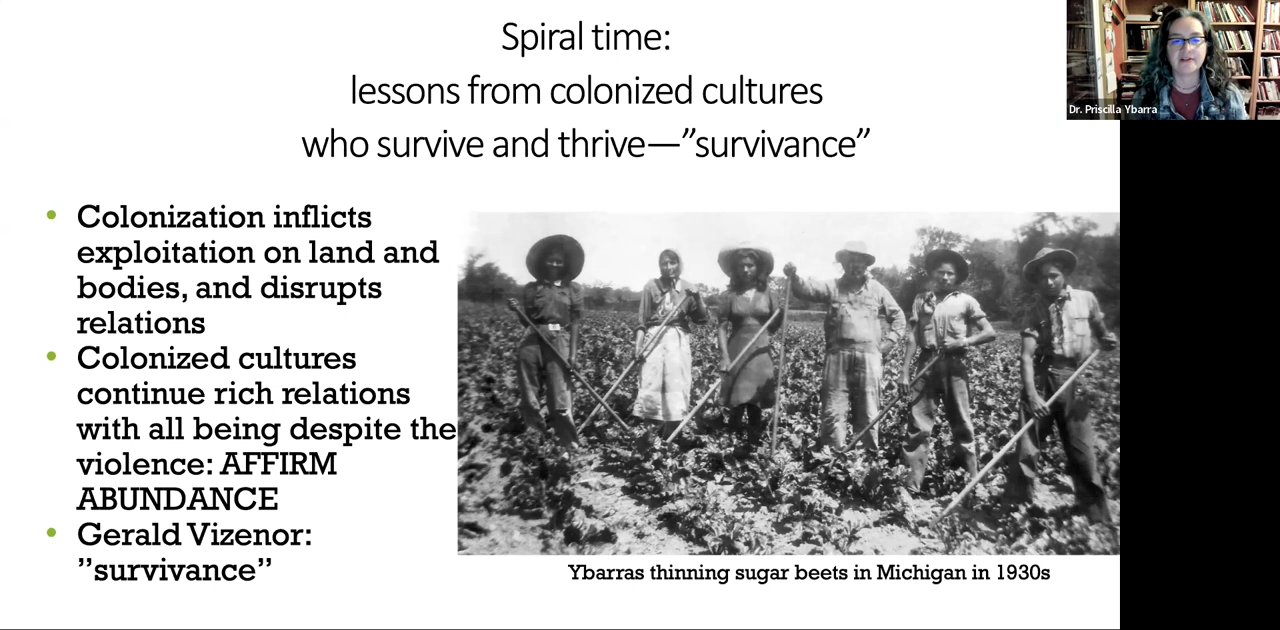 Spiral time:
lessons from colonized cultures
who survive and thrive—”survivance”
Dr. Priscilla Ybarra
• Colonization inflicts
exploitation on land and
bodies, and disrupts
relations
• Colonized cultures
continue rich relations
with all being despite the
violence: AFFIRM
ABUNDANCE
• Gerald Vizenor:
”survivance”
Ybarras thinning sugar beets in Michigan in 1930s